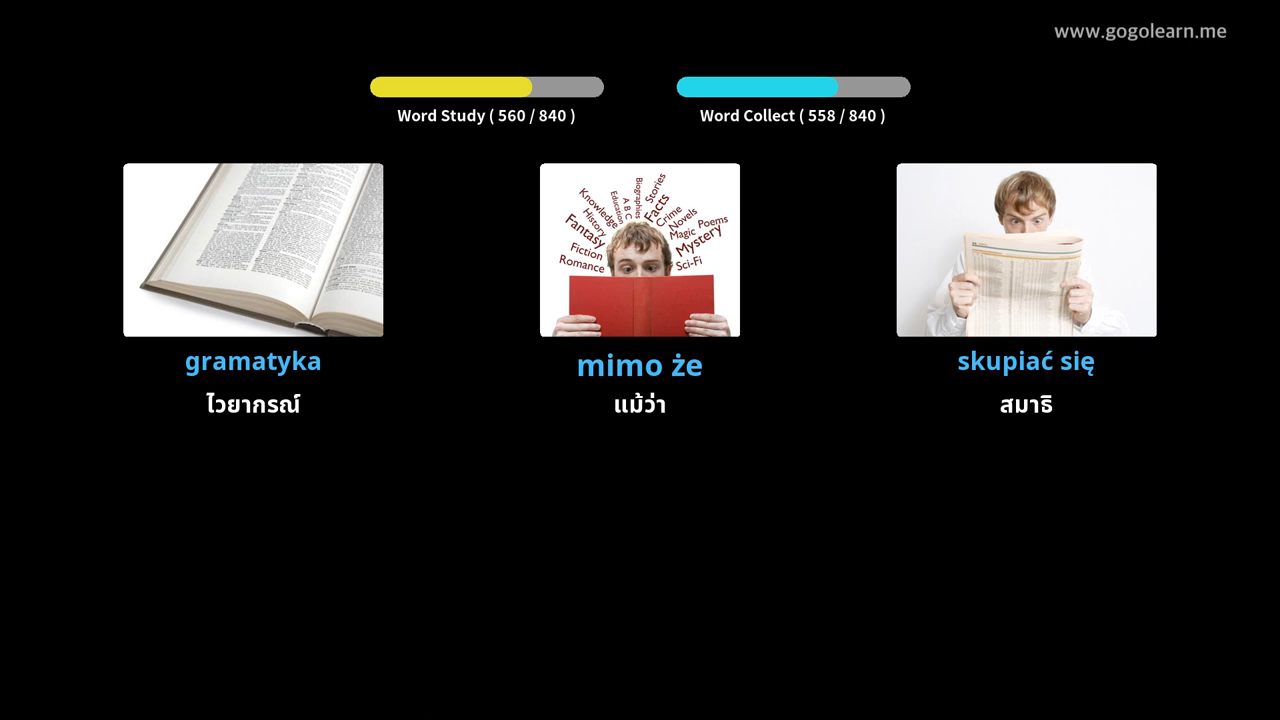 www.gogolearn.me
Word Study ( 560 / 840 )
Word Collect ( 558 / 840 )
Knowledge
History
Fantasy
Fiction
Romance
Education
A B C
Biographies
Stories
Facts
Crime
Novels
Magic
Poems
Mystery
Sci-Fi
gramatyka
mimo że
skupiać się
ไวยากรณ์
แม้ว่า
สมาธิ